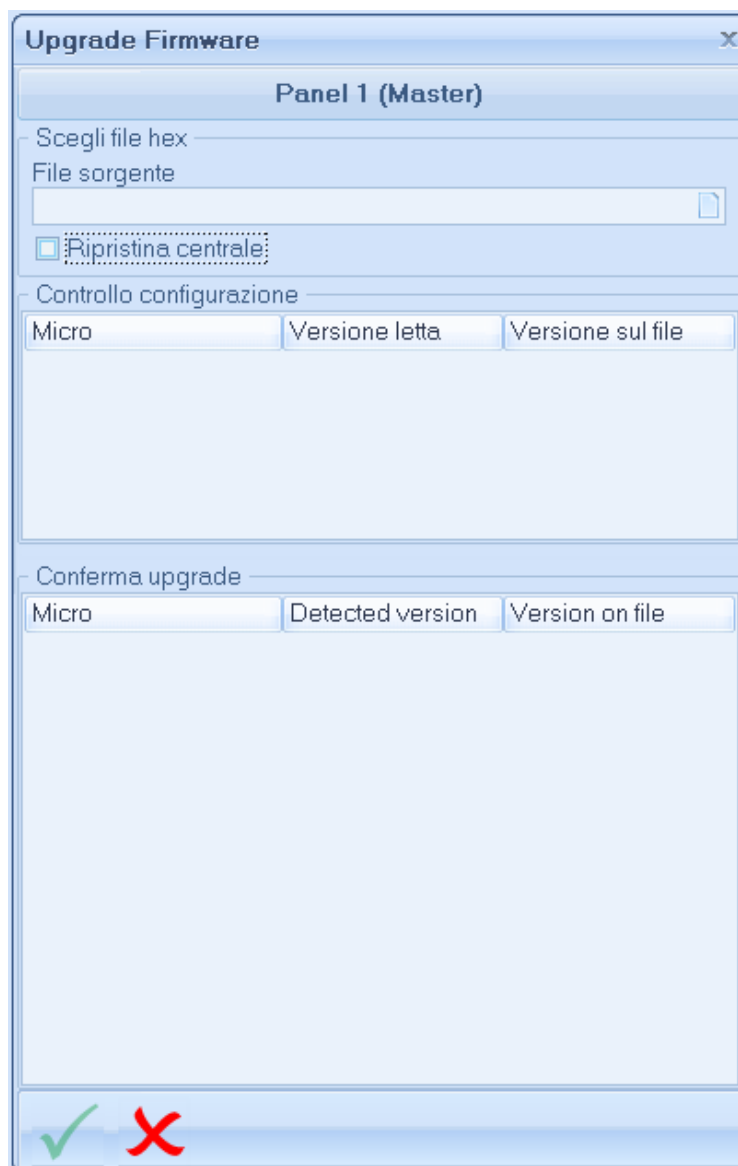 Upgrade Firmware x
Panel 1 (Master)
Scegli file hex
File sorgente
Ripristina centrale
Controllo configurazione
Micro Versione letta Versione sul file
Conferma upgrade
Micro Detected version Version on file